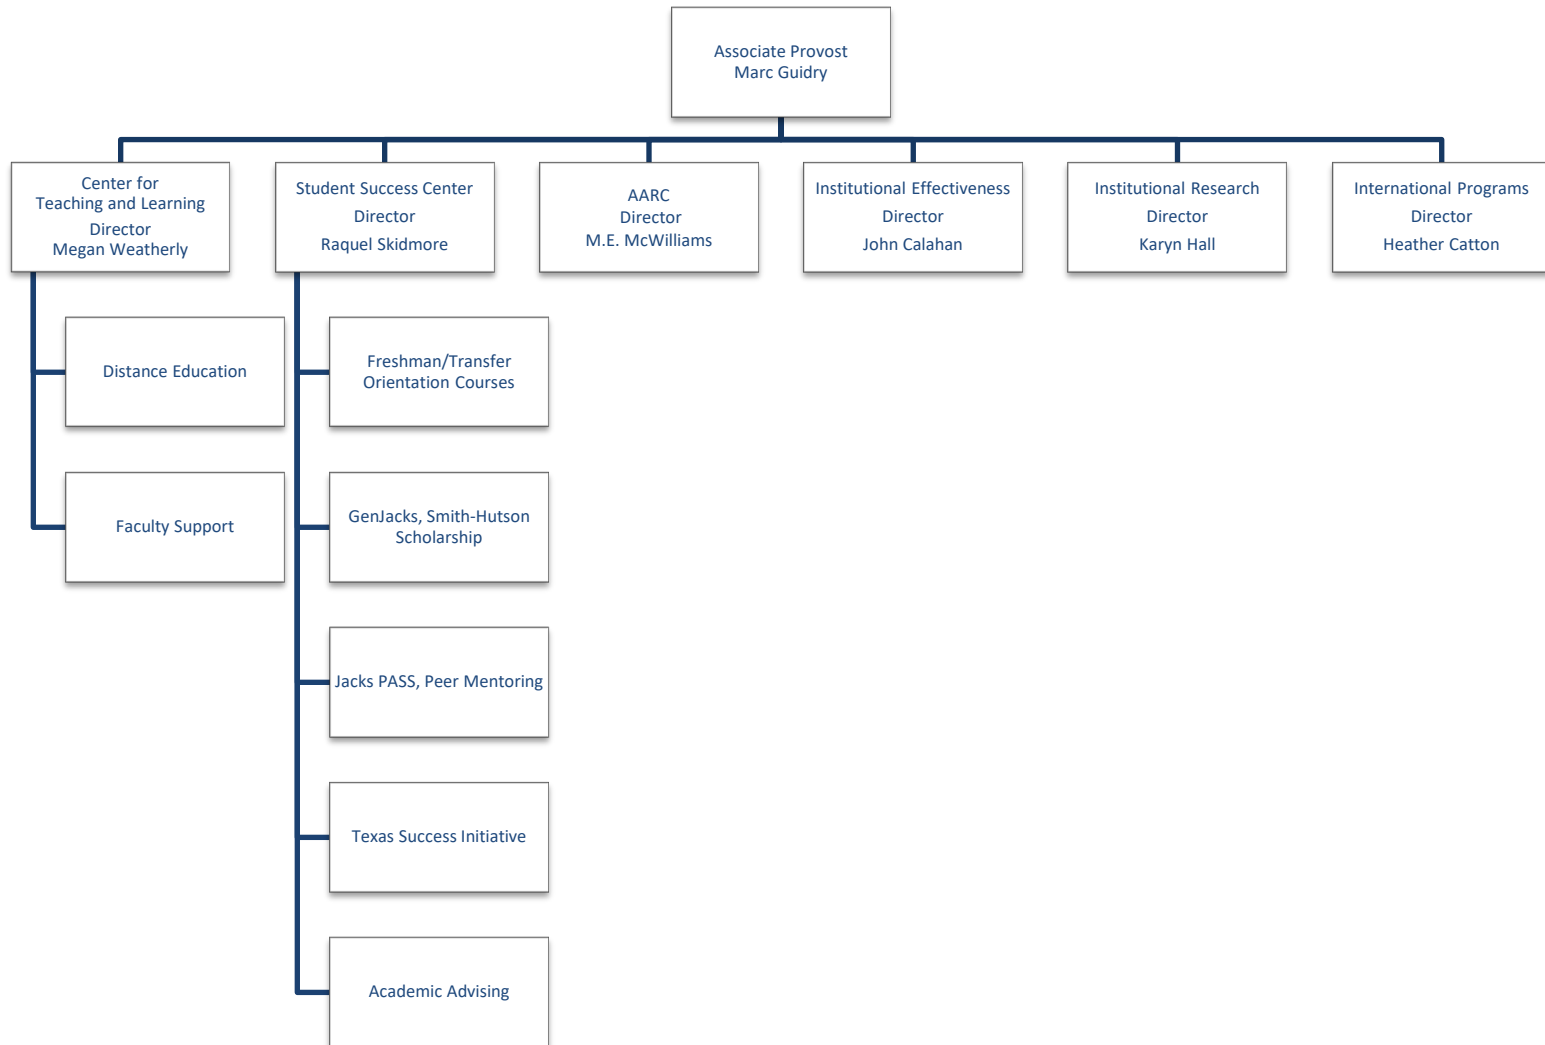 Associate Provost
Marc Guidry
Center for
Teaching and Learning
Director
Megan Weatherly
Student Success Center
Director
Raquel Skidmore
AARC
Director
M.E. McWilliams
Institutional Effectiveness
Director
John Calahan
Institutional Research
Director
Karyn Hall
International Programs
Director
Heather Catton
Distance Education
Faculty Support
Freshman/Transfer
Orientation Courses
GenJacks, Smith-Hutson
Scholarship
Jacks PASS, Peer Mentoring
Texas Success Initiative
Academic Advising